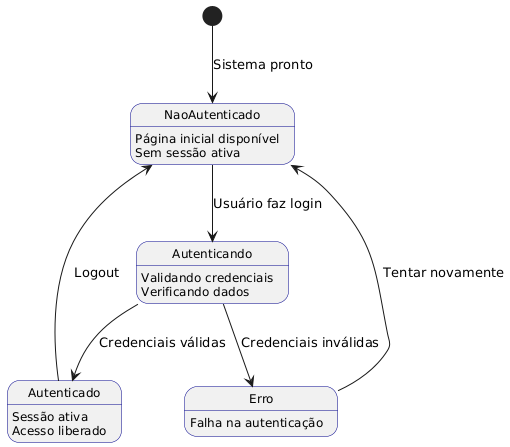 Sistema pronto
NaoAutenticado
Página inicial disponível
Sem sessão ativa
Usuário faz login
Autenticando
Validando credenciais
Verificando dados
Logout
Tentar novamente
Credenciais válidas
Credenciais inválidas
Autenticado
Sessão ativa
Acesso liberado
Erro
Falha na autenticação